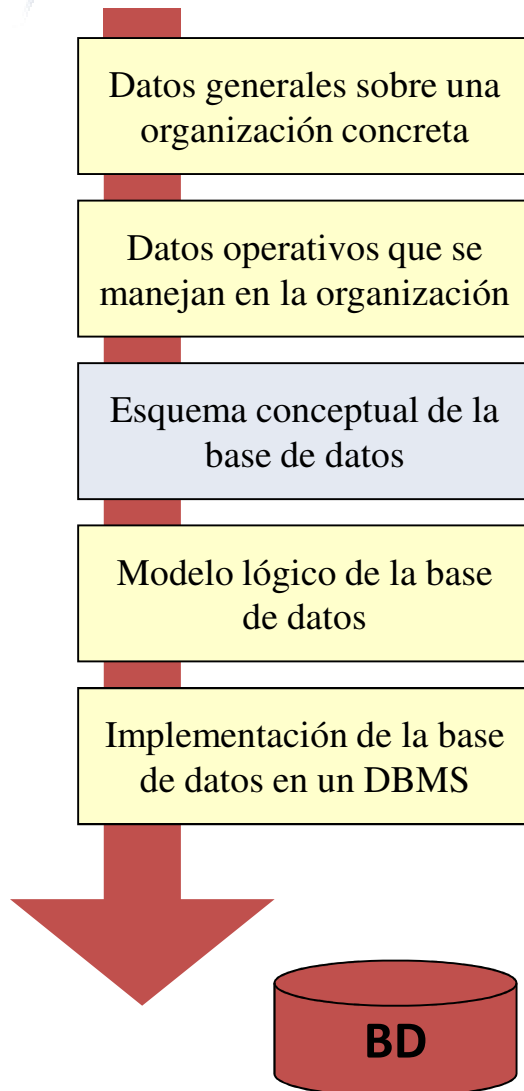 Datos generales sobre una
organización concreta
Datos operativos que se
manejan en la organización
Esquema conceptual de la
base de datos
Modelo lógico de la base
de datos
Implementación de la base
de datos en un DBMS
BD